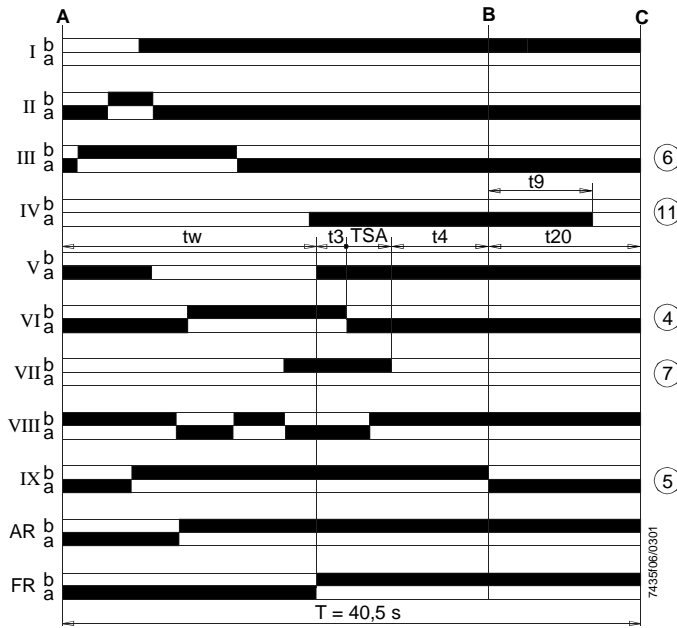 A B C
I b
a
II b
a
III b
a 6
t9
IV b
a 11
tw t3 TSA t4 t20
V b
a
VI b
a 4
VII b
a 7
VIII b
a
IX b
a 5
AR b
a
FR b
a
T = 40,5 s
7435f06/0301